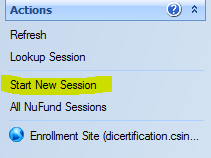 Actions
Refresh
Lookup Session
Start New Session
All NuFund Sessions
Enrollment Site (dicertification.csin...